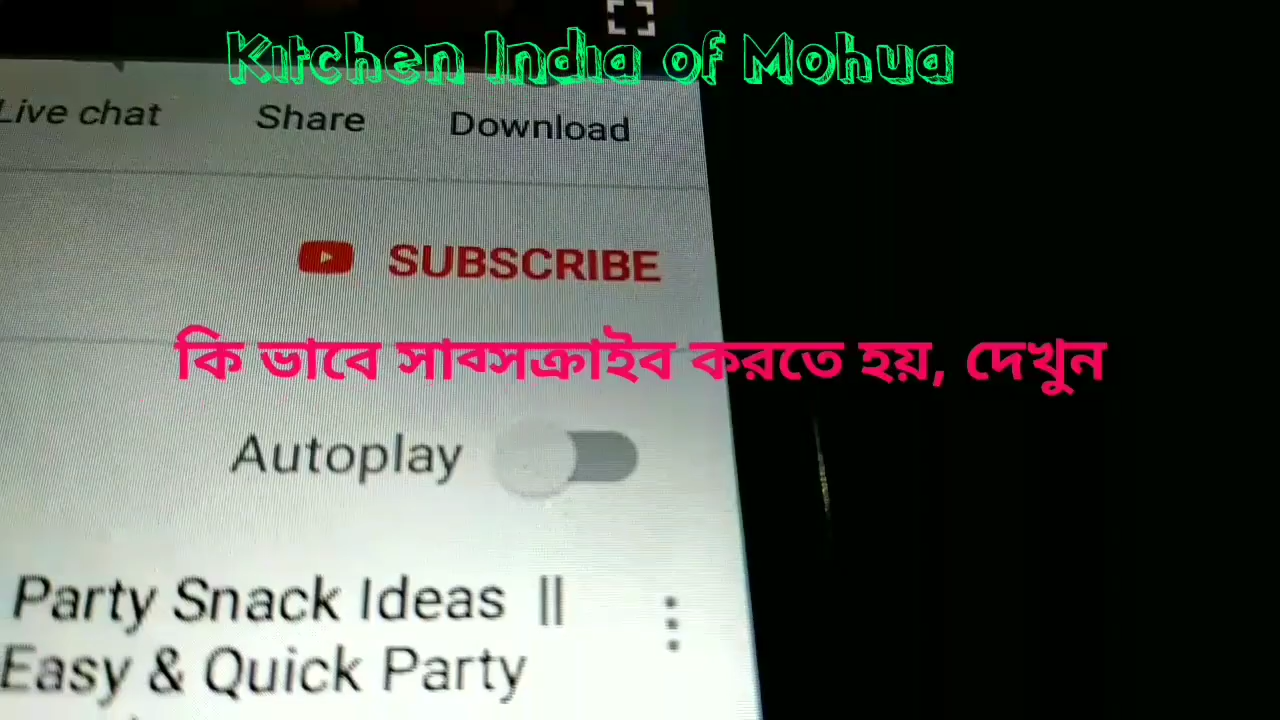 Kitchen India of Mohua
Live chat Share Download
SUBSCRIBE
কি ভাবে সাব্সক্রাইব করতে হয়, দেখুন
Autoplay
Party Snack Ideas ||
Easy & Quick Party